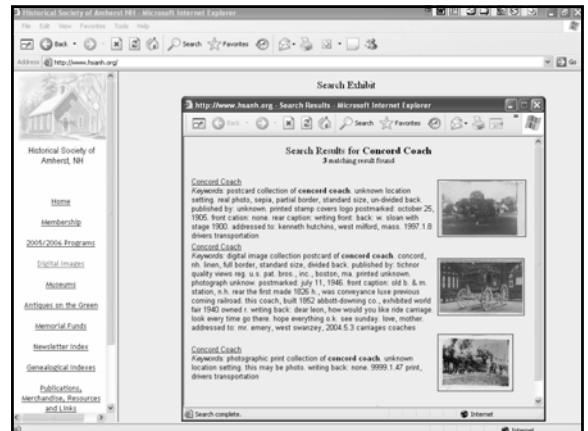 Historical Society of Amherst NH - Microsoft Internet Explorer
File Edit View Favorites Tools Help
Back Search Favorites
Address http://www.hsanh.org/ Go
Historical Society of
Amherst, NH
Home
Membership
2005/2006 Programs
Digital Images
Museums
Antiques on the Green
Memorial Funds
Newsletter Index
Genealogical Indexes
Publications,
Merchandise, Resources
and Links
Search Exhibit
http://www.hsanh.org - Search Results - Microsoft Internet Explorer
Back Search Favorites
Search Results for Concord Coach
3 matching result found
Concord Coach
Keywords: postcard collection of concord coach. unknown location
setting. real photo, sepia, partial border, standard size, un-divided back.
published by: unknown. printed stamp covers logo postmarked: october 25,
1905. front cation: none. rear caption: writing front: back: w. sloan with
stage 1900. addressed to: kenneth hutchins, west milford, mass. 1997.1.8
drivers transportation
Concord Coach
Keywords: digital image collection postcard of concord coach. concord,
nh. linen, full border, standard size, divided back. published by: tichnor
quality views reg. u.s. pat. bros., inc., boston, ma. printed unknown.
photograph unknow. postmarked: july 11, 1946. front caption: old b. & m.
station, n.h. rear the first made 1826 h., was conveyance luxe previous
coming railroad. this coach, built 1852 abbott-downing co., exhibited world
fair 1940 owned r. writing back: dear leon, how would you like ride carriage.
look every time go there. hope everything o.k. see sunday. love, mother.
addressed to: mr. emery, west swanzey, 2004.5.3 carriages coaches
Concord Coach
Keywords: photographic print collection of concord coach. unknown
location setting. this may be photo. writing back: none. 9999.1.47 print,
drivers transportation
Search complete. Internet
Internet